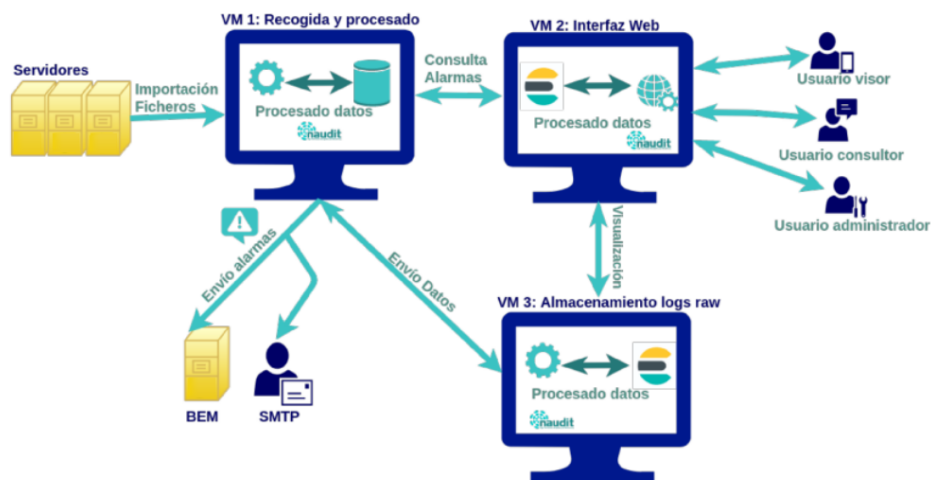 VM 1: Recogida y procesado
VM 2: Interfaz Web
Servidores
Importación
Ficheros
Procesado datos
naudit
Consulta
Alarmas
Procesado datos
naudit
Usuario visor
Usuario consultor
Usuario administrador
Envío alarmas
Envío Datos
Visualización
VM 3: Almacenamiento logs raw
Procesado datos
naudit
BEM
SMTP